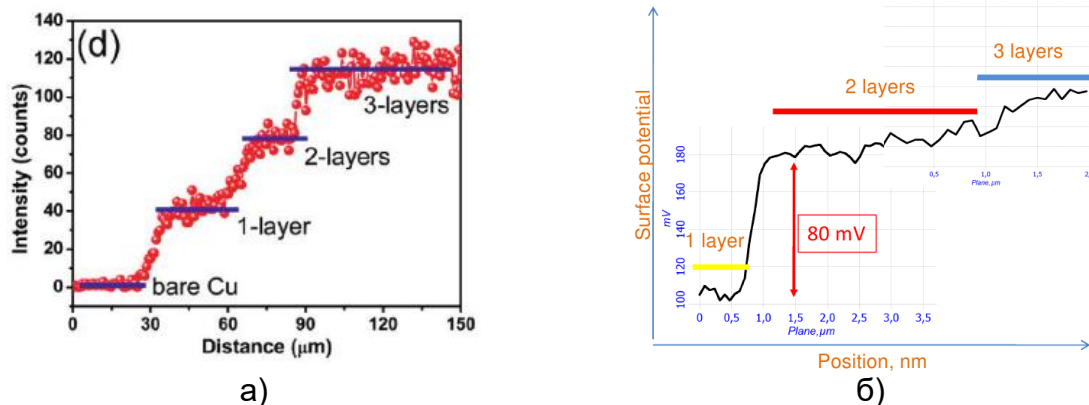 (d)
Intensity (counts)
140
120
100
80
60
40
20
0
3-layers
2-layers
1-layer
bare Cu
0 30 60 90 120 150
Distance (μm)
а)
Surface potential
mV
180
160
140
120
100
1 layer
2 layers
3 layers
80 mV
0,5 1,0 1,5 2,
Plane,μm
0 0,5 1,0 1,5 2,0 2,5 3,0 3,5
Plane,μm
Position, nm
б)